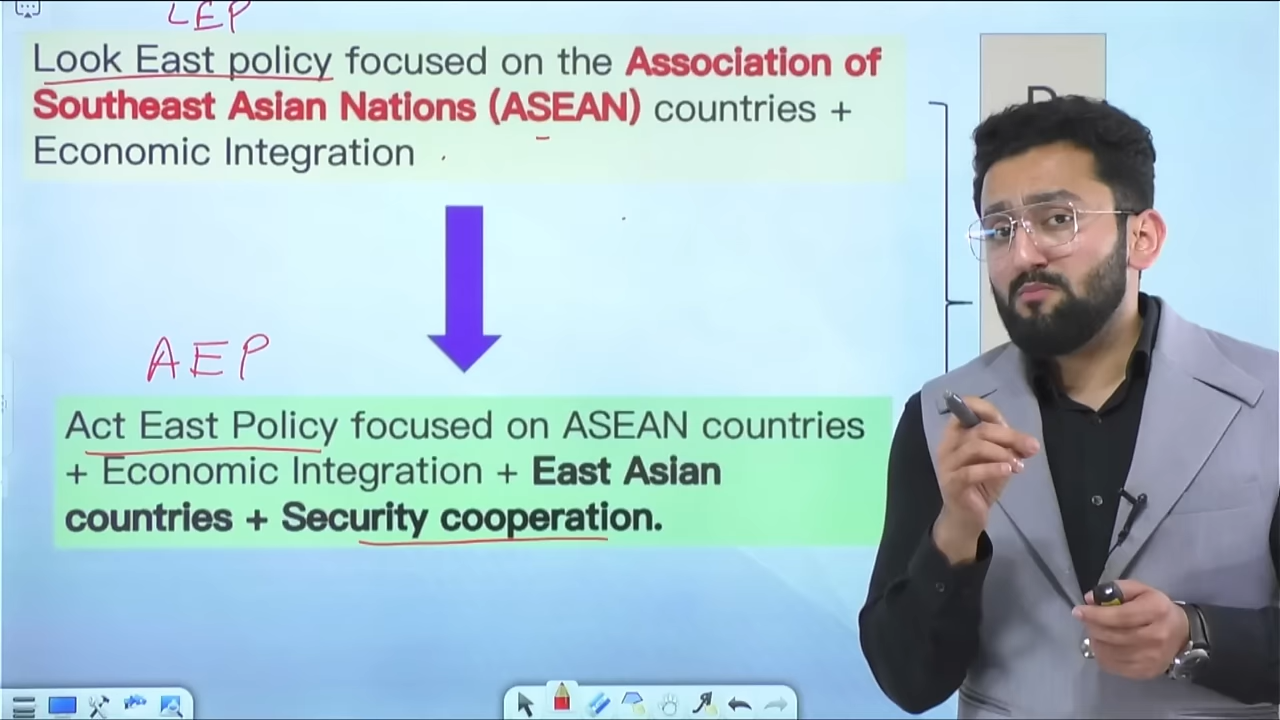 LEP
Look East policy focused on the Association of
Southeast Asian Nations (ASEAN) countries +
Economic Integration
AEP
Act East Policy focused on ASEAN countries
+ Economic Integration + East Asian
countries + Security cooperation.